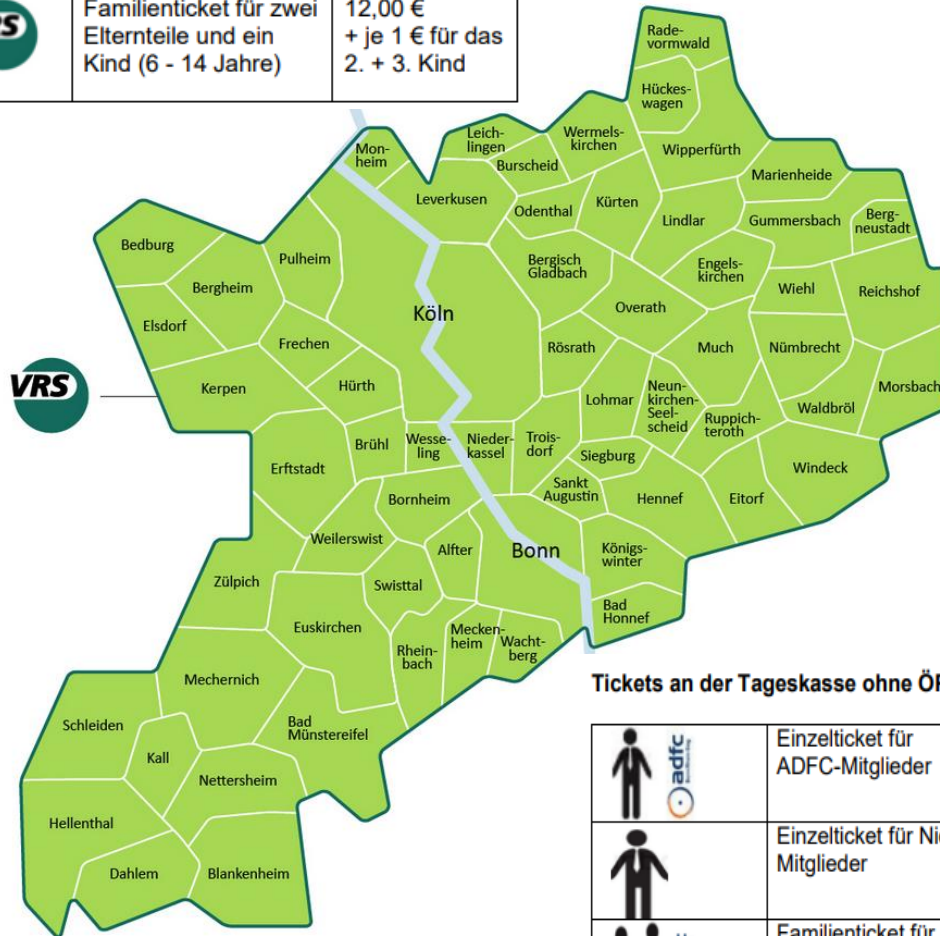 Familienticket für zwei
Elternteile und ein
Kind (6 - 14 Jahre)
12,00 €
+ je 1 € für das
2. + 3. Kind
Rade-
vormwald
Hückes-
wagen
Mon-
heim
Leich-
lingen
Burscheid
Wermels-
kirchen
Wipperfürth
Marienheide
Leverkusen
Odenthal
Kürten
Lindlar
Gummersbach
Berg-
neustadt
Bedburg
Bergheim
Pulheim
Bergisch
Gladbach
Engels-
kirchen
Wiehl
Reichshof
Elsdorf
Köln
Overath
Frechen
Rösrath
Much
Nümbrecht
VRS
Kerpen
Hürth
Lohmar
Neun-
kirchen-
Seel-
scheid
Ruppich-
teroth
Waldbröl
Morsbach
Erftstadt
Brühl
Wesse-
ling
Nieder-
kassel
Trois-
dorf
Siegburg
Windeck
Sankt
Augustin
Hennef
Eitorf
Bornheim
Weilerswist
Alfter
Bonn
Königs-
winter
Zülpich
Swisttal
Bad
Honnef
Euskirchen
Rhein-
bach
Mecken-
heim
Wacht-
berg
Mechernich
Schleiden
Kall
Bad
Münstereifel
Nettersheim
Hellenthal
Dahlem
Blankenheim
Tickets an der Tageskasse ohne
adfc
Einzelticket für
ADFC-Mitglieder
Einzelticket für
Mitglieder
Familienticket für